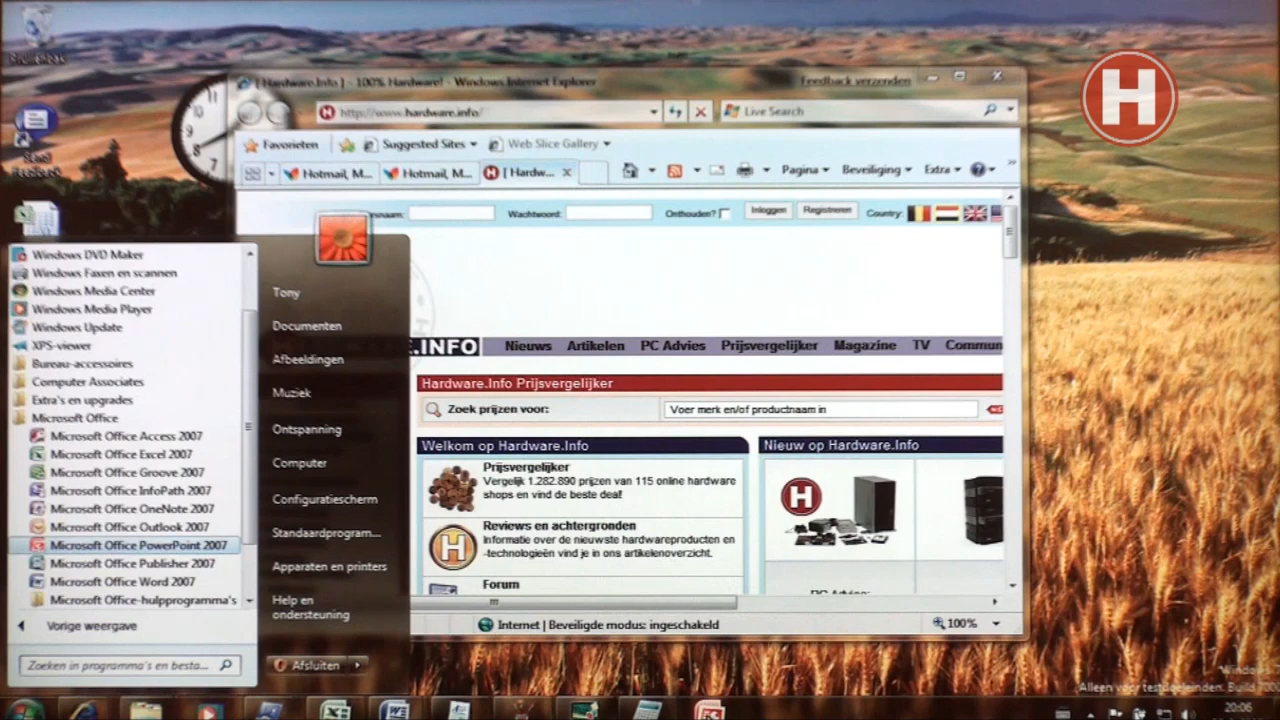 [ Hardware.Info ] - 100% Hardware! - Windows Internet Explorer
Feedback verzenden
H
http://www.hardware.info/
Live Search
Favorieten
Suggested Sites
Web Slice Gallery
Hotmail, M...
Hotmail, M...
[ Hardw...
Pagina
Beveiliging
Extra
Wachtwoord:
Onthouden?
Inloggen
Registreren
Country:
Windows DVD Maker
Windows Faxen en scannen
Windows Media Center
Windows Media Player
Windows Update
XPS-viewer
Bureau-accessoires
Computer Associates
Extra's en upgrades
Microsoft Office
Microsoft Office Access 2007
Microsoft Office Excel 2007
Microsoft Office Groove 2007
Microsoft Office InfoPath 2007
Microsoft Office OneNote 2007
Microsoft Office Outlook 2007
Microsoft Office PowerPoint 2007
Microsoft Office Publisher 2007
Microsoft Office Word 2007
Microsoft Office-hulpprogramma's
Vorige weergave
Zoeken in programma's en besta...
Tony
Documenten
Afbeeldingen
Muziek
Ontspanning
Computer
Configuratiescherm
Standaardprogram...
Apparaten en printers
Help en
ondersteuning
Afsluiten
.INFO
Nieuws
Artikelen
PC Advies
Prijsvergelijker
Magazine
TV
Commun
Hardware.Info Prijsvergelijker
Zoek prijzen voor:
Voer merk en/of productnaam in
Welkom op Hardware.Info
Prijsvergelijker
Vergelijk 1.282.890 prijzen van 115 online hardware
shops en vind de beste deal!
Reviews en achtergronden
Informatie over de nieuwste hardwareproducten en
-technologieën vind je in ons artikelenoverzicht.
Forum
Nieuw op Hardware.Info
H
H
Internet | Beveiligde modus: ingeschakeld
100%
Windows
Alleen voor testdoeleinden. Build
20:06